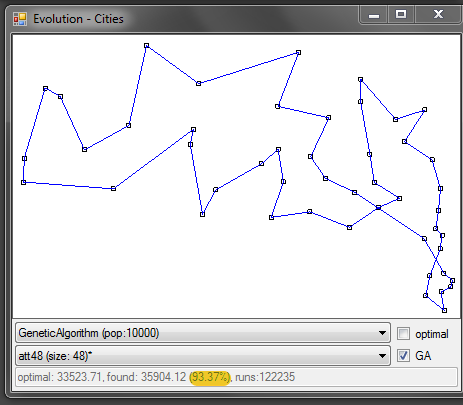 Evolution - Cities
GeneticAlgorithm (pop:10000)
optimal
att48 (size: 48)*
GA
optimal: 33523.71, found: 35904.12 (93.37%), runs:122235